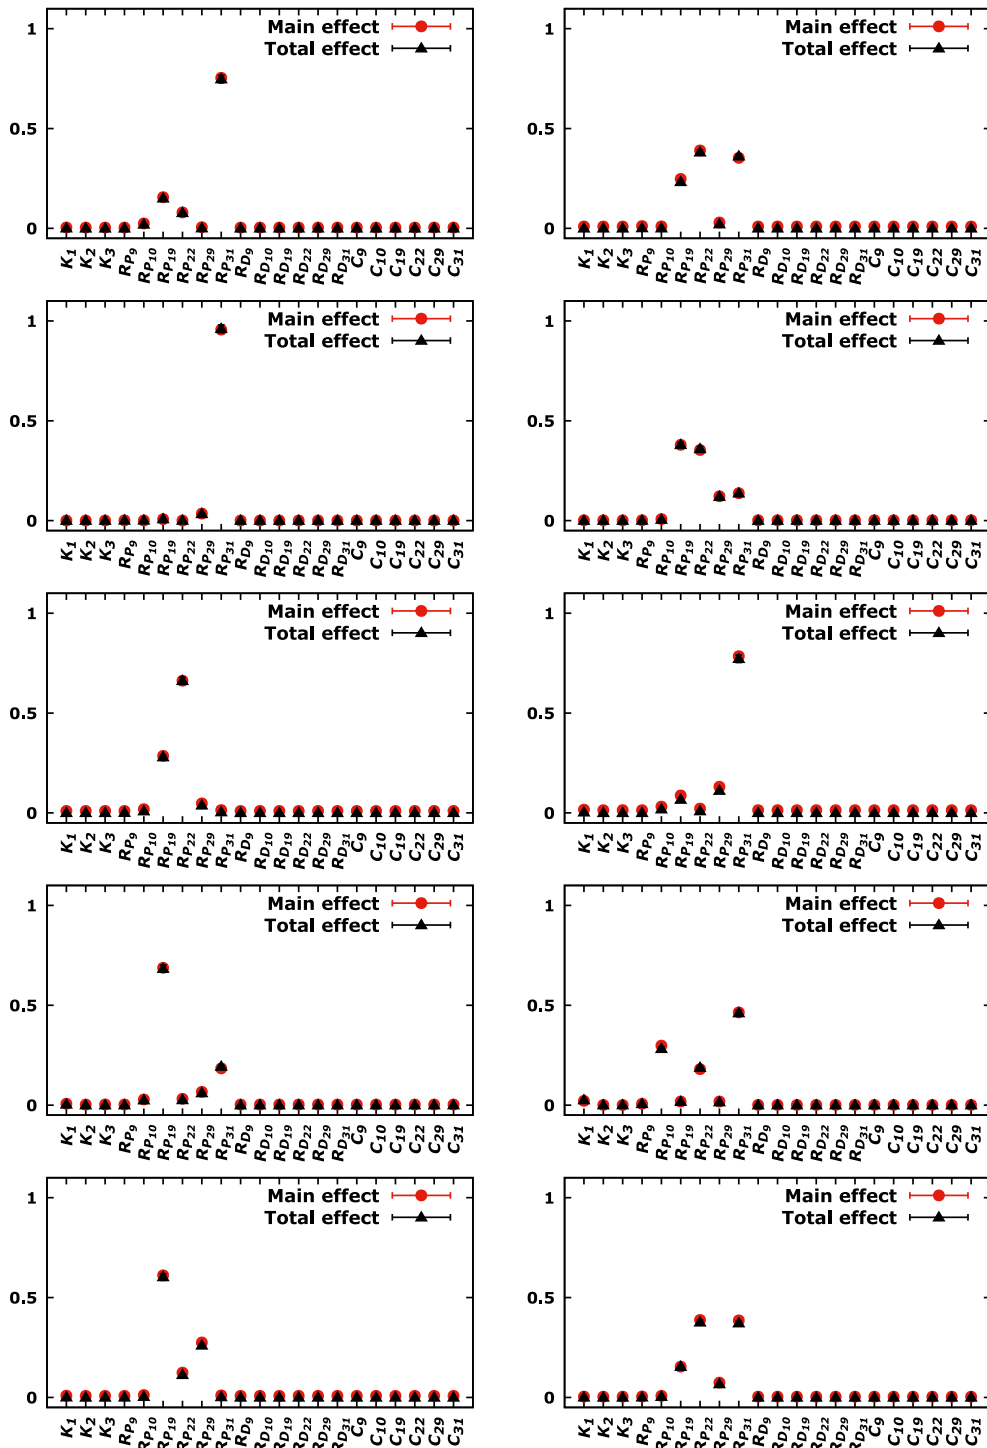 Main effect
Total effect
1
0.5
0
K1 K2 K3 RP9 RP10 RP19 RP22 RP29 RP31 RD9 RD10 RD19 RD22 RD29 RD31 C9 C10 C19 C22 C29 C31
Main effect
Total effect
1
0.5
0
K1 K2 K3 RP9 RP10 RP19 RP22 RP29 RP31 RD9 RD10 RD19 RD22 RD29 RD31 C9 C10 C19 C22 C29 C31
Main effect
Total effect
1
0.5
0
K1 K2 K3 RP9 RP10 RP19 RP22 RP29 RP31 RD9 RD10 RD19 RD22 RD29 RD31 C9 C10 C19 C22 C29 C31
Main effect
Total effect
1
0.5
0
K1 K2 K3 RP9 RP10 RP19 RP22 RP29 RP31 RD9 RD10 RD19 RD22 RD29 RD31 C9 C10 C19 C22 C29 C31
Main effect
Total effect
1
0.5
0
K1 K2 K3 RP9 RP10 RP19 RP22 RP29 RP31 RD9 RD10 RD19 RD22 RD29 RD31 C9 C10 C19 C22 C29 C31
Main effect
Total effect
1
0.5
0
K1 K2 K3 RP9 RP10 RP19 RP22 RP29 RP31 RD9 RD10 RD19 RD22 RD29 RD31 C9 C10 C19 C22 C29 C31
Main effect
Total effect
1
0.5
0
K1 K2 K3 RP9 RP10 RP19 RP22 RP29 RP31 RD9 RD10 RD19 RD22 RD29 RD31 C9 C10 C19 C22 C29 C31
Main effect
Total effect
1
0.5
0
K1 K2 K3 RP9 RP10 RP19 RP22 RP29 RP31 RD9 RD10 RD19 RD22 RD29 RD31 C9 C10 C19 C22 C29 C31
Main effect
Total effect
1
0.5
0
K1 K2 K3 RP9 RP10 RP19 RP22 RP29 RP31 RD9 RD10 RD19 RD22 RD29 RD31 C9 C10 C19 C22 C29 C31
Main effect
Total effect
1
0.5
0
K1 K2 K3 RP9 RP10 RP19 RP22 RP29 RP31 RD9 RD10 RD19 RD22 RD29 RD31 C9 C10 C19 C22 C29 C31